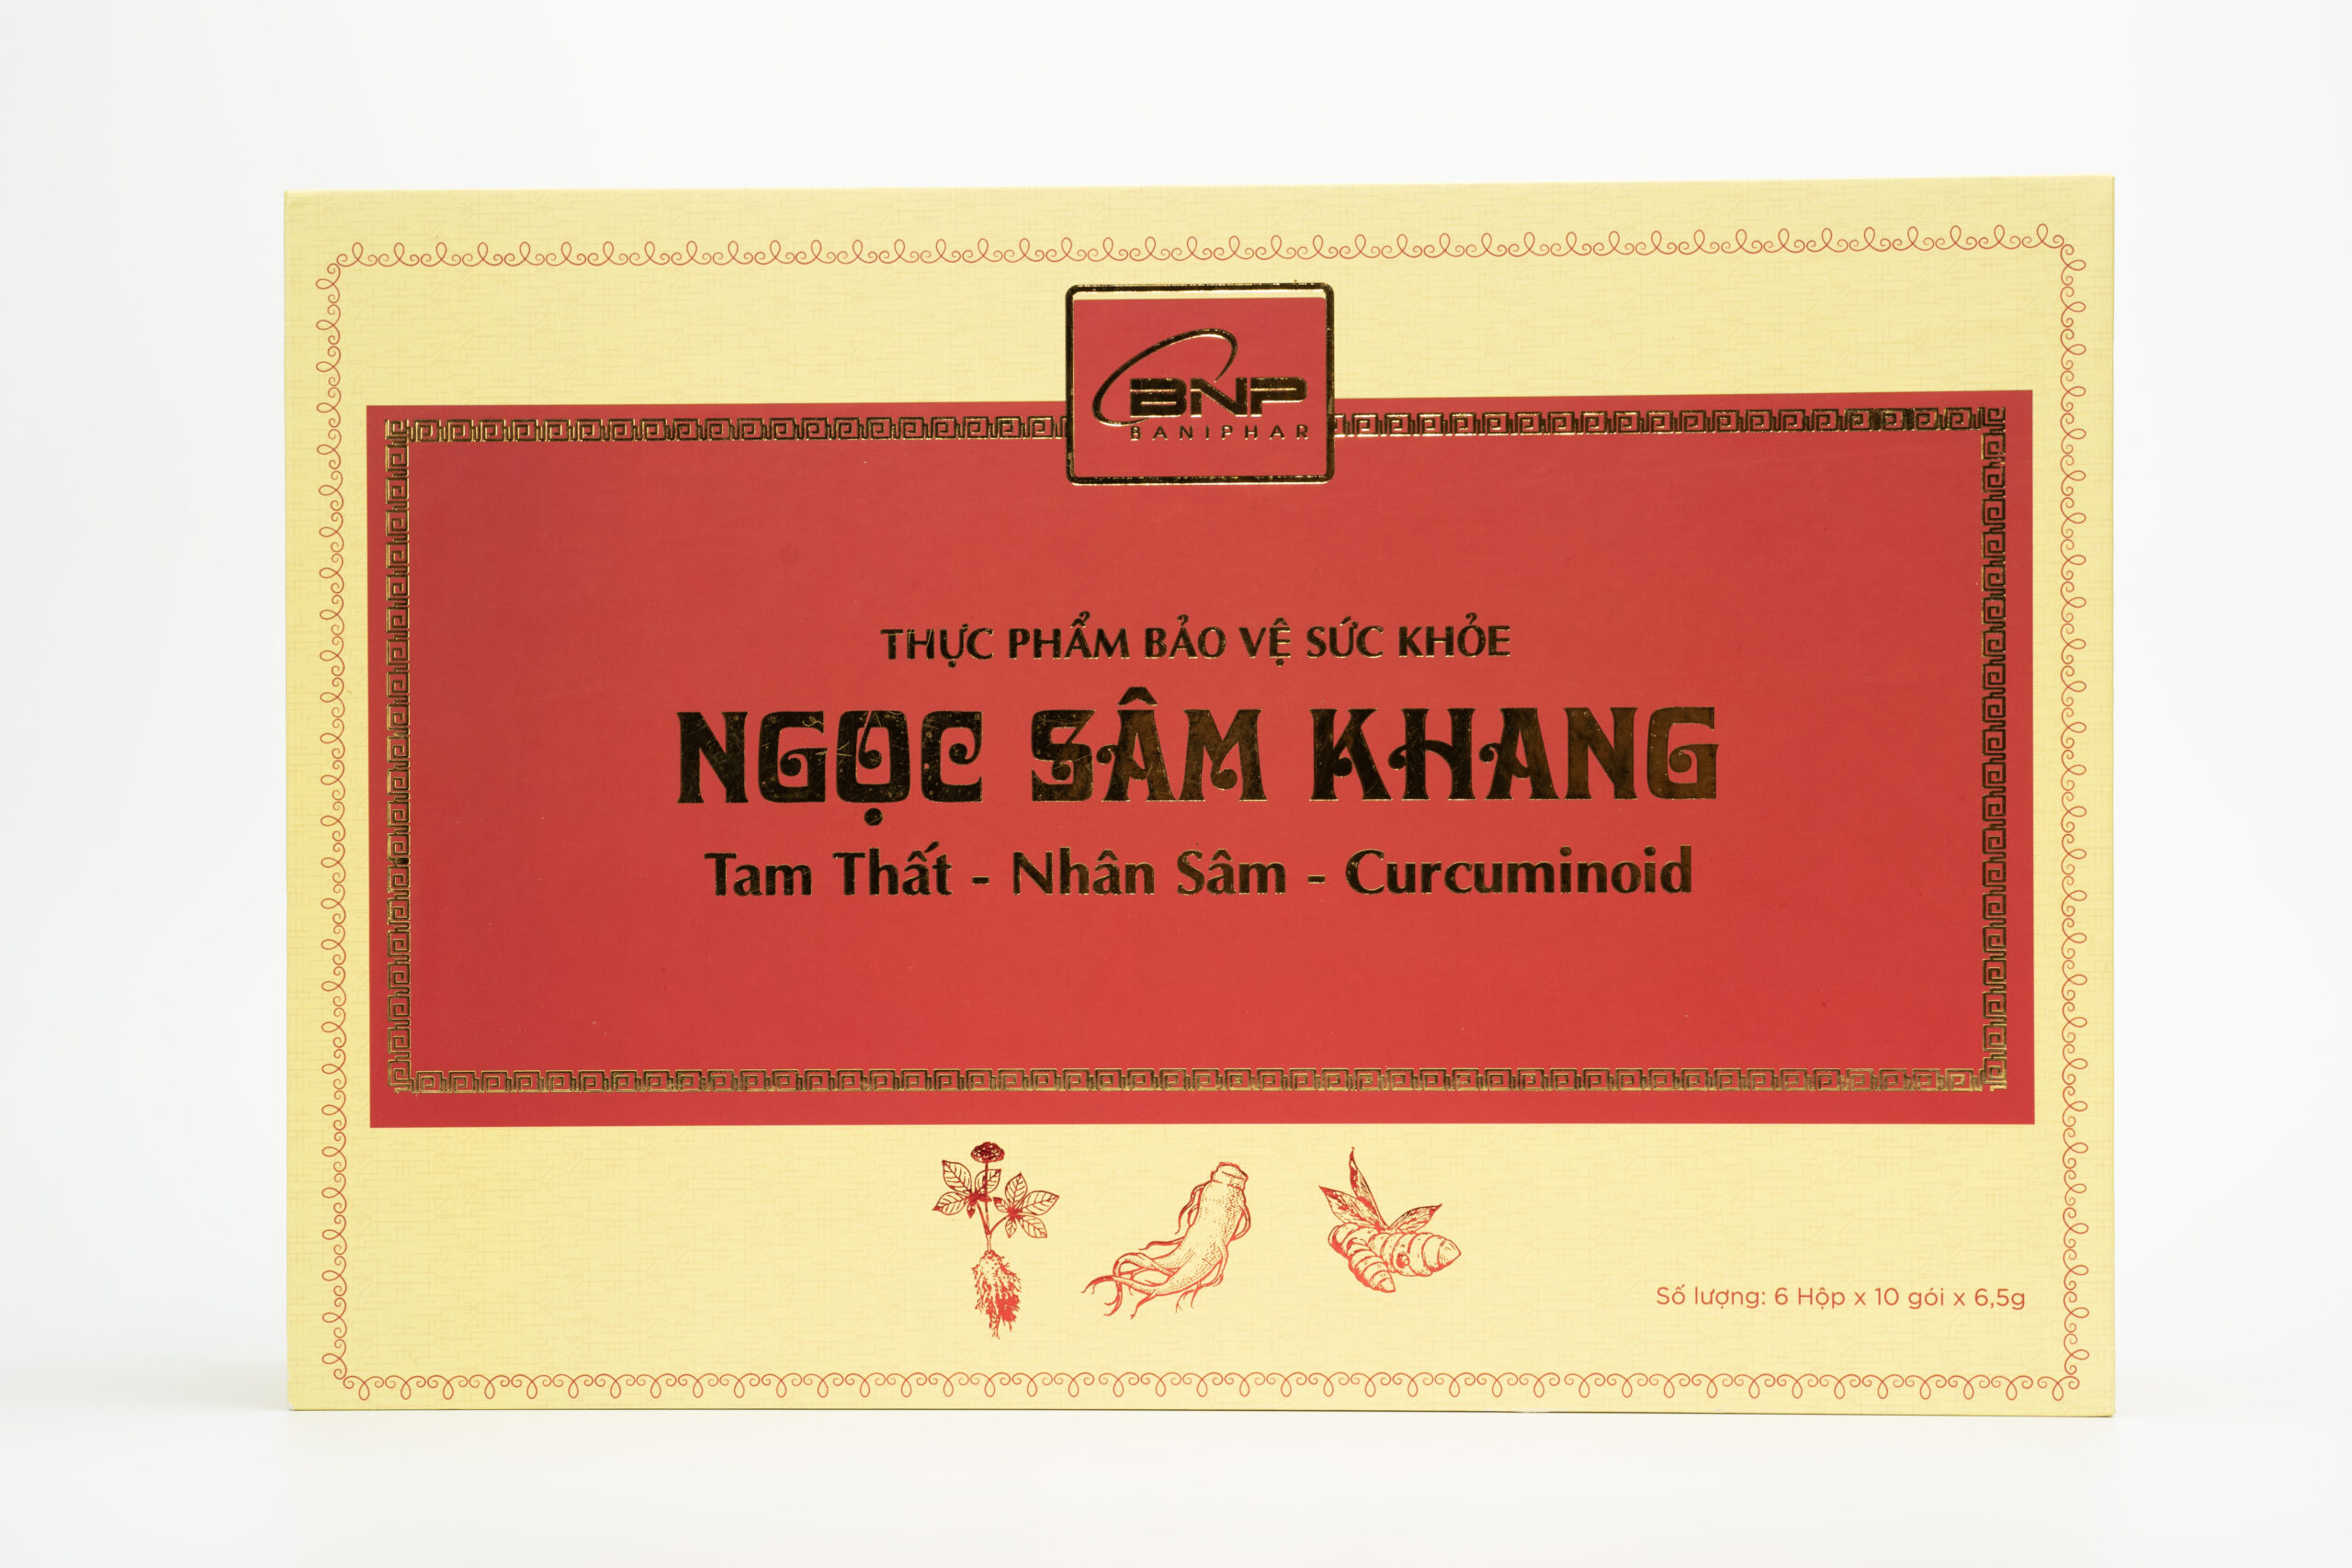 BNP
BANIPHAR
THỰC PHẨM BẢO VỆ SỨC KHỎE
NGỌC SÂM KHANG
Tam Thất - Nhân Sâm - Curcuminoid
Số lượng: 6 Hộp x 10 gói x 6,5g